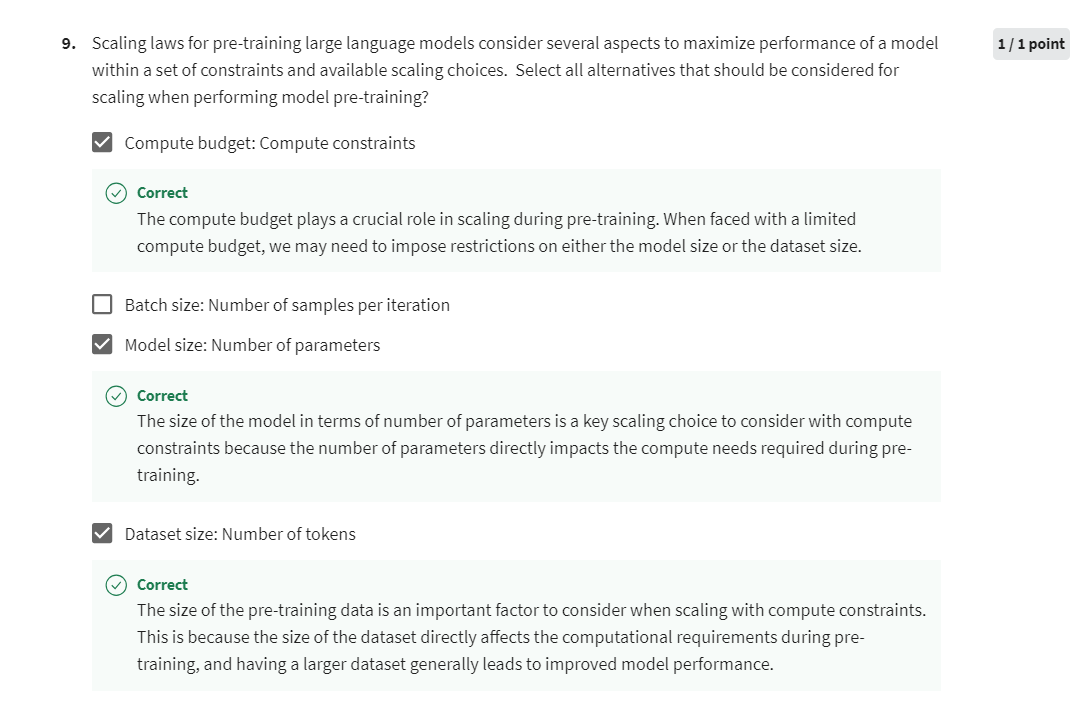 9. Scaling laws for pre-training large language models consider several aspects to maximize performance of a model
within a set of constraints and available scaling choices.  Select all alternatives that should be considered for
scaling when performing model pre-training?
1 / 1 point
Compute budget: Compute constraints
Correct
The compute budget plays a crucial role in scaling during pre-training. When faced with a limited
compute budget, we may need to impose restrictions on either the model size or the dataset size.
Batch size: Number of samples per iteration
Model size: Number of parameters
Correct
The size of the model in terms of number of parameters is a key scaling choice to consider with compute
constraints because the number of parameters directly impacts the compute needs required during pre-
training.
Dataset size: Number of tokens
Correct
The size of the pre-training data is an important factor to consider when scaling with compute constraints.
This is because the size of the dataset directly affects the computational requirements during pre-
training, and having a larger dataset generally leads to improved model performance.